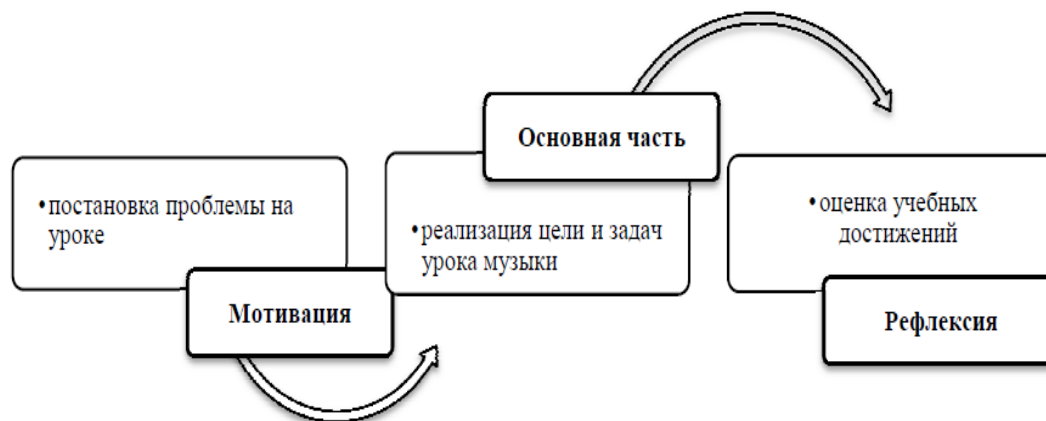 •постановка проблемы на
уроке
Мотивация
Основная часть
•реализация цели и задач
урока музыки
•оценка учебных
достижений
Рефлексия